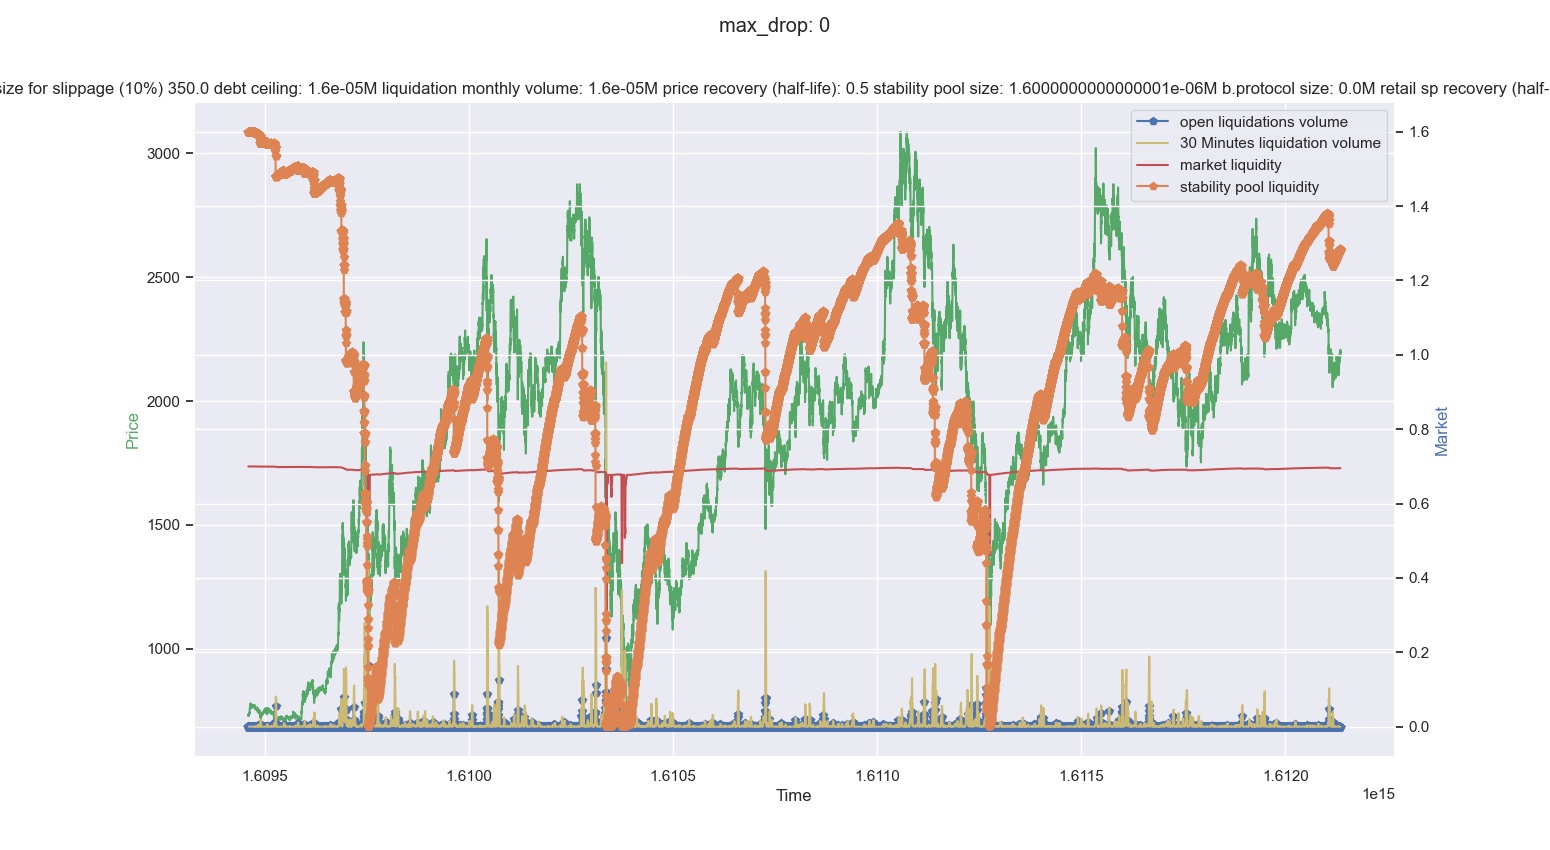 max_drop: 0
size for slippage (10%) 350.0 debt ceiling: 1.6e-05M liquidation monthly volume: 1.6e-05M price recovery (half-life): 0.5 stability pool size: 1.6000000000000001e-06M b.protocol size: 0.0M retail sp recovery (half-
open liquidations volume
30 Minutes liquidation volume
market liquidity
stability pool liquidity
3000
2500
2000
1500
1000
Price
1.6
1.4
1.2
1.0
0.8
0.6
0.4
0.2
0.0
Market
1.6095
1.6100
1.6105
1.6110
1.6115
1.6120
Time
1e15